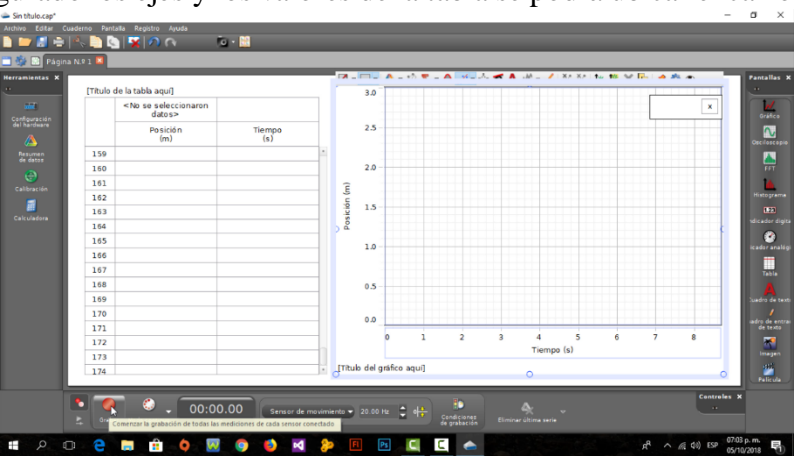 Sin título.cap*
Archivo Editar Cuaderno Pantalla Registro Ayuda
Página N.º 1
Herramientas
Configuración
del hardware
Resumen
de datos
Calibración
Calculadora
[Título de la tabla aquí]
<No se seleccionaron
datos>
Posición
(m)
Tiempo
(s)
159
160
161
162
163
164
165
166
167
168
169
170
171
172
173
174
3.0
2.5
2.0
1.5
1.0
0.5
0.0
Posición (m)
x
0 1 2 3 4 5 6 7 8
Tiempo (s)
[Título del gráfico aquí]
Pantallas
Gráfico
Osciloscopio
FFT
Histograma
Tabla
Imagen
Película
00:00.00
Sensor de movimiento
20.00 Hz
Condiciones
de grabación
Eliminar última serie
Controles
Comenzar la grabación de todas las mediciones de cada sensor conectado
ESP
07:03 p. m.
05/10/2018